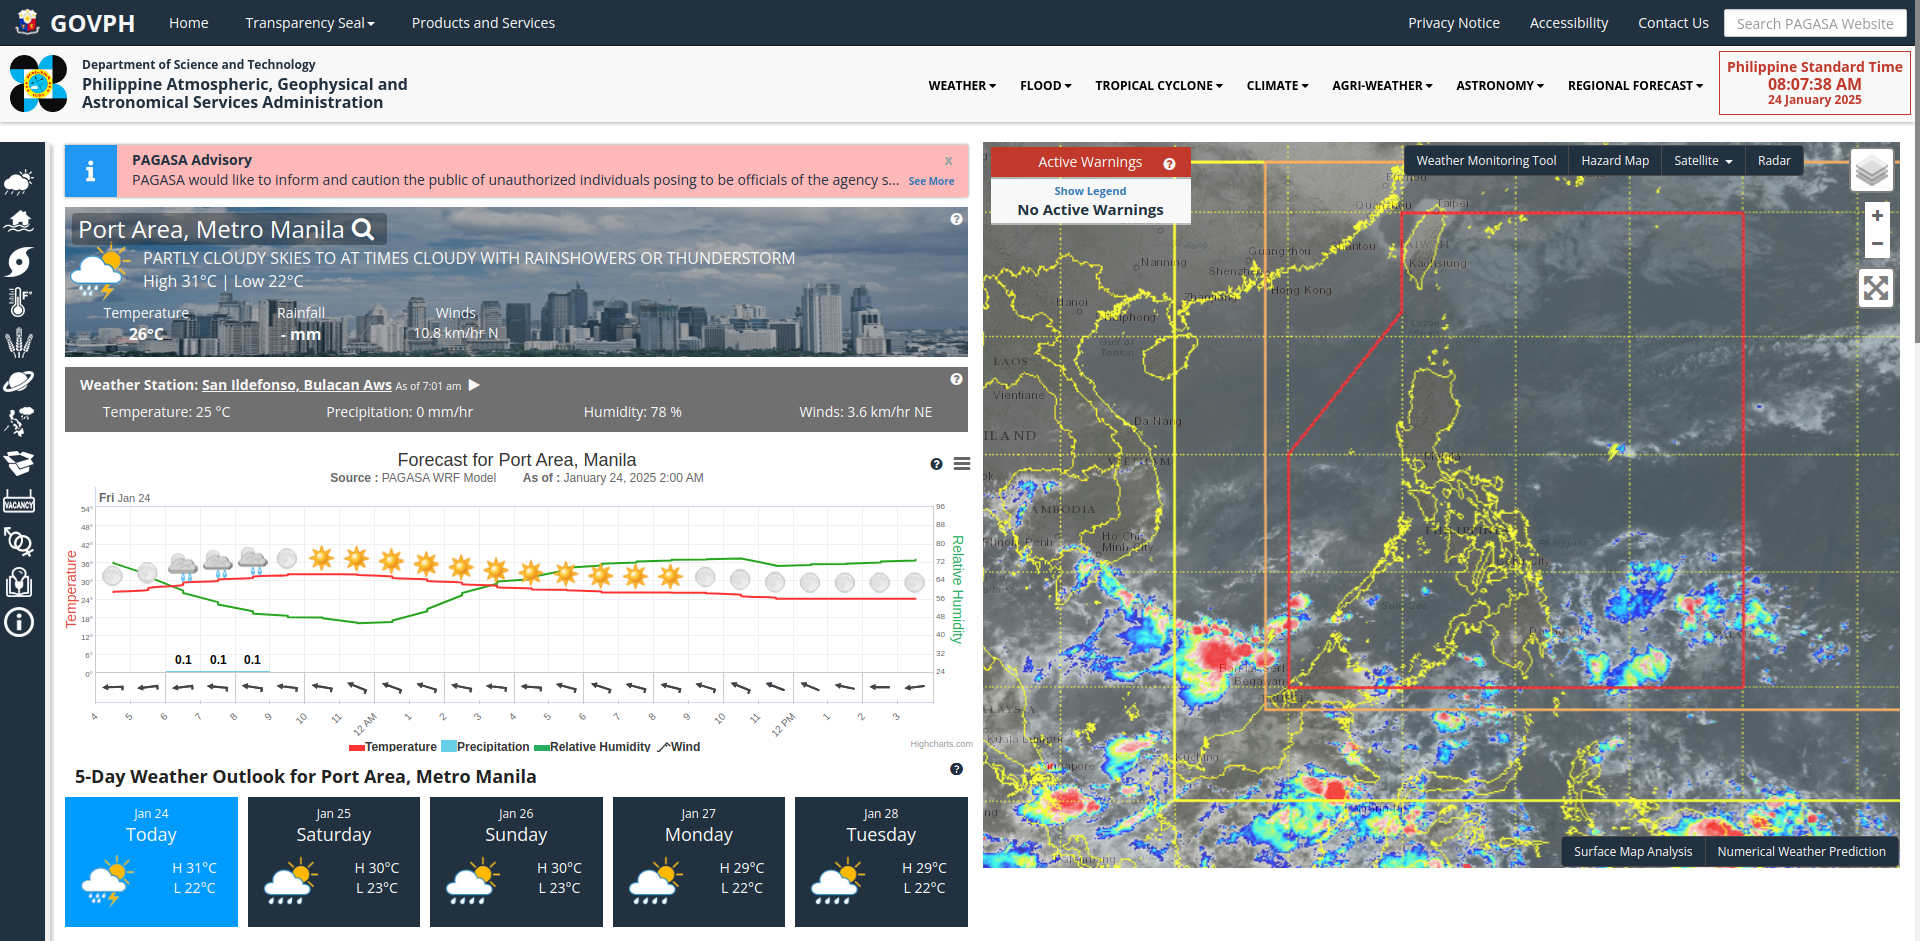 GOVPH
Home
Transparency Seal
Products and Services
Privacy Notice
Accessibility
Contact Us
Search PAGASA Website
Department of Science and Technology
Philippine Atmospheric, Geophysical and
Astronomical Services Administration
WEATHER
FLOOD
TROPICAL CYCLONE
CLIMATE
AGRI-WEATHER
ASTRONOMY
REGIONAL FORECAST
Philippine Standard Time
08:07:38 AM
24 January 2025
VACANCY
PAGASA Advisory
x
PAGASA would like to inform and caution the public of unauthorized individuals posing to be officials of the agency s...
See More
Port Area, Metro Manila
PARTLY CLOUDY SKIES TO AT TIMES CLOUDY WITH RAINSHOWERS OR THUNDERSTORM
High 31°C | Low 22°C
Temperature
Rainfall
Winds
26°C
- mm
10.8 km/hr N
Weather Station: San Ildefonso, Bulacan Aws As of 7:01 am
Temperature: 25 °C
Precipitation: 0 mm/hr
Humidity: 78 %
Winds: 3.6 km/hr NE
Forecast for Port Area, Manila
Source : PAGASA WRF Model
As of : January 24, 2025 2:00 AM
Fri Jan 24
Temperature
54°
48°
42°
36°
30°
24°
18°
12°
6°
0°
96
88
80
72
64
56
48
40
32
24
Relative Humidity
0.1
0.1
0.1
4
5
6
7
8
9
10
11
12 AM
1
2
3
4
5
6
7
8
9
10
11
12 PM
1
2
3
Temperature
Precipitation
Relative Humidity
Wind
Highcharts.com
5-Day Weather Outlook for Port Area, Metro Manila
Jan 24
Today
H 31°C
L 22°C
Jan 25
Saturday
H 30°C
L 23°C
Jan 26
Sunday
H 30°C
L 23°C
Jan 27
Monday
H 29°C
L 22°C
Jan 28
Tuesday
H 29°C
L 22°C
Active Warnings
Show Legend
No Active Warnings
Weather Monitoring Tool
Hazard Map
Satellite
Radar
+
−
Taipei
Guangzhou
Kaohsiung
Nanning
Shenzhen
Hong Kong
Zhanjiang
Hanoi
Haiphong
Luzon
Gulf of
Tonkin
LAOS
Vientiane
Da Nang
ILAND
VIETNAM
Manila
AMBODIA
Ho Chi
Minh City
Sulu Sea
Bandar Seri
Begawan
Kuala Lumpur
Kuching
Singapore
Surface Map Analysis
Numerical Weather Prediction